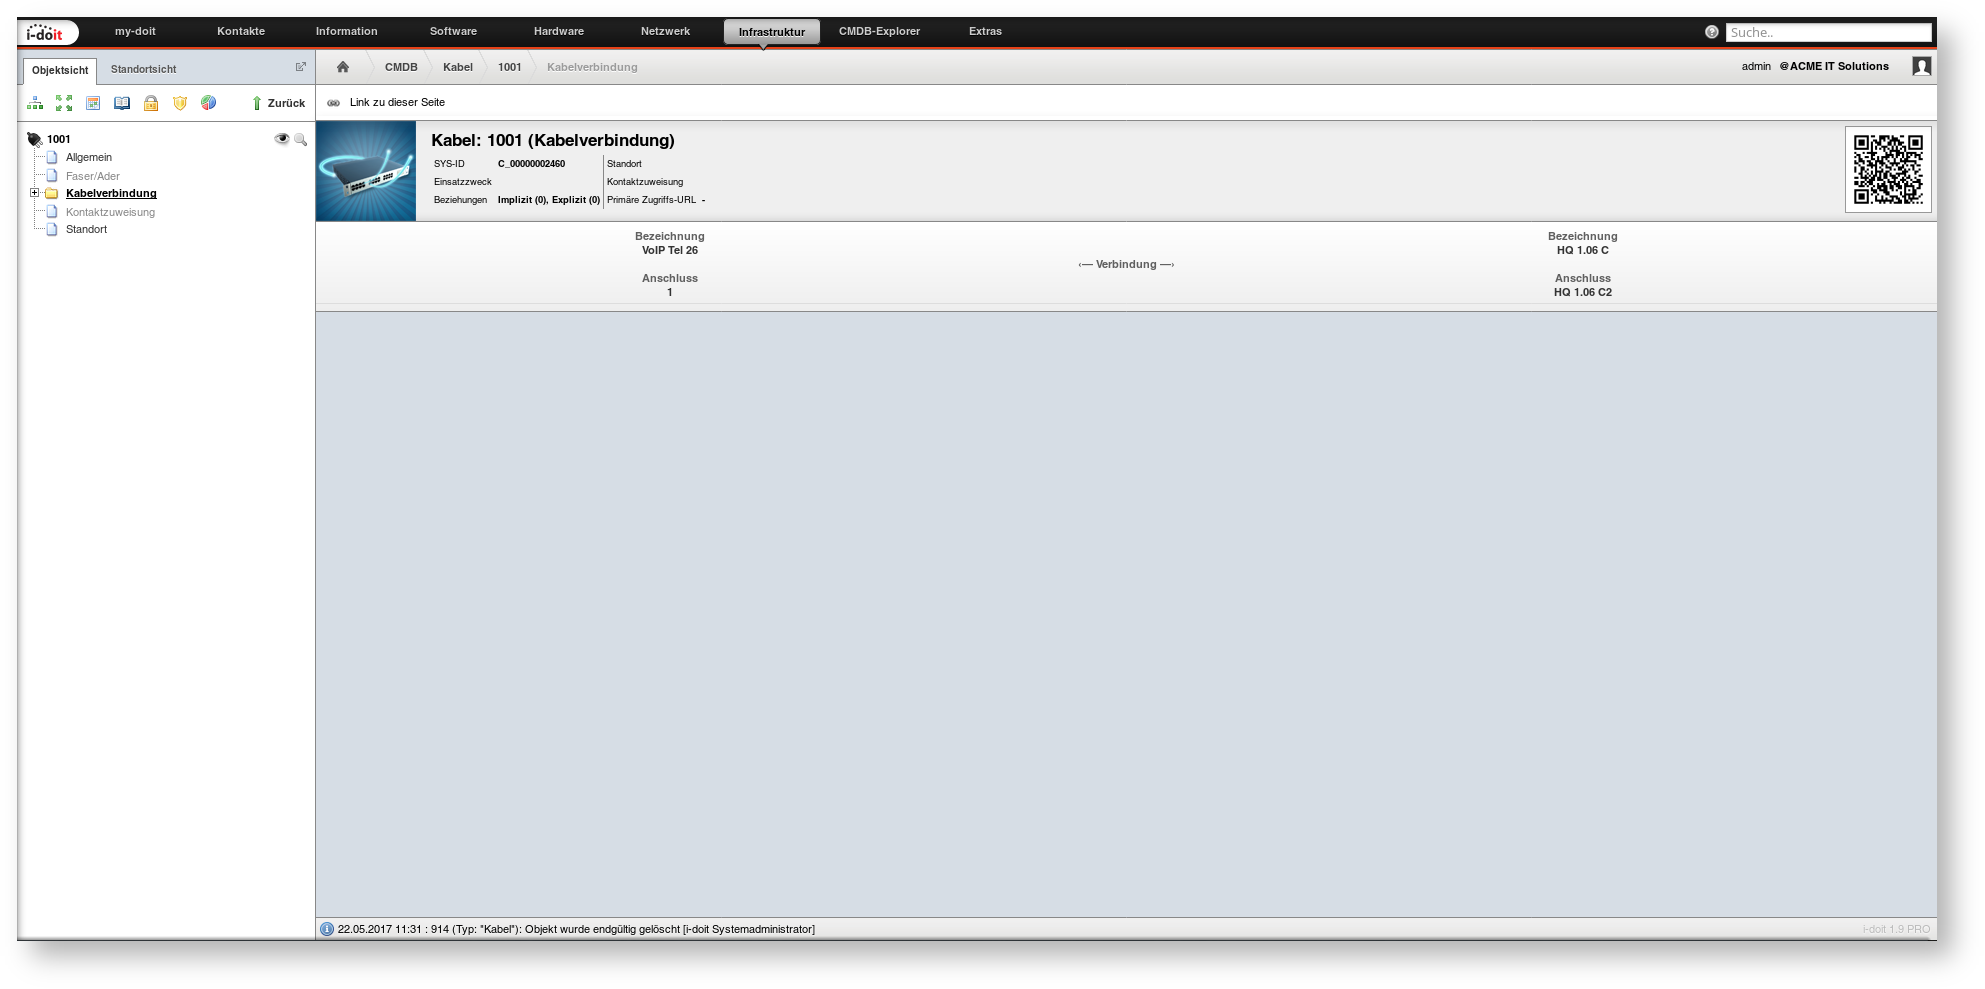 i-doit my-doit Kontakte Information Software Hardware Netzwerk Infrastruktur CMDB-Explorer Extras Suche..
Objektsicht Standortsicht
CMDB Kabel 1001 Kabelverbindung admin @ACME IT Solutions
Zurück
Link zu dieser Seite
1001
Allgemein
Faser/Ader
Kabelverbindung
Kontaktzuweisung
Standort
Kabel: 1001 (Kabelverbindung)
SYS-ID C_00000002460 Standort
Einsatzzweck Kontaktzuweisung
Beziehungen Implizit (0), Explizit (0) Primäre Zugriffs-URL -
Bezeichnung Bezeichnung
VoIP Tel 26 HQ 1.06 C
‹— Verbindung —›
Anschluss Anschluss
1 HQ 1.06 C2
22.05.2017 11:31 : 914 (Typ: "Kabel"): Objekt wurde endgültig gelöscht [i-doit Systemadministrator] i-doit 1.9 PRO